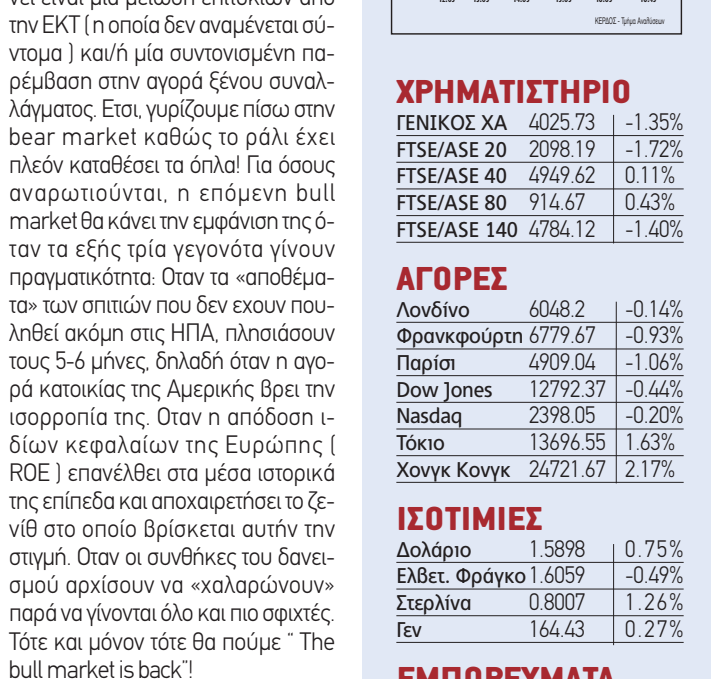 νει είναι μία μείωση επιτοκίων από
την ΕΚΤ ( η οποία δεν αναμένεται σύ-
ντομα ) και/ή μία συντονισμένη πα-
ρέμβαση στην αγορά ξένου συναλ-
λάγματος. Ετσι, γυρίζουμε πίσω στην
bear market καθώς το ράλι έχει
πλεόν καταθέσει τα όπλα! Για όσους
αναρωτιούνται, η επόμενη bull
market θα κάνει την εμφάνιση της ό-
ταν τα εξής τρία γεγονότα γίνουν
πραγματικότητα: Οταν τα «αποθέμα-
τα» των σπιτιών που δεν εχουν που-
ληθεί ακόμη στις ΗΠΑ, πλησιάσουν
τους 5-6 μήνες, δηλαδή όταν η αγο-
ρά κατοικίας της Αμερικής βρει την
ισορροπία της. Οταν η απόδοση ι-
δίων κεφαλαίων της Ευρώπης (
ROE ) επανέλθει στα μέσα ιστορικά
της επίπεδα και αποχαιρετήσει το ζε-
νίθ στο οποίο βρίσκεται αυτήν την
στιγμή. Οταν οι συνθήκες του δανει-
σμού αρχίσουν να «χαλαρώνουν»
παρά να γίνονται όλο και πιο σφιχτές.
Τότε και μόνον τότε θα πούμε " The
bull market is back"!
ΚΕΡΔΟΣ - Τμήμα Αναλύσεων
ΧΡΗΜΑΤΙΣΤΗΡΙΟ
ΓΕΝΙΚΟΣ ΧΑ 4025.73 -1.35%
FTSE/ASE 20 2098.19 -1.72%
FTSE/ASE 40 4949.62 0.11%
FTSE/ASE 80 914.67 0.43%
FTSE/ASE 140 4784.12 -1.40%
ΑΓΟΡΕΣ
Λονδίνο 6048.2 -0.14%
Φρανκφούρτη 6779.67 -0.93%
Παρίσι 4909.04 -1.06%
Dow Jones 12792.37 -0.44%
Nasdaq 2398.05 -0.20%
Τόκιο 13696.55 1.63%
Χονγκ Κονγκ 24721.67 2.17%
ΙΣΟΤΙΜΙΕΣ
Δολάριο 1.5898 0.75%
Ελβετ. Φράγκο 1.6059 -0.49%
Στερλίνα 0.8007 1.26%
Γεν 164.43 0.27%
ΕΜΠΟΡΕΥΜΑΤΑ